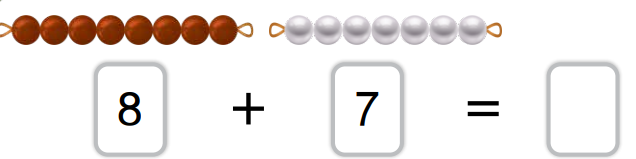 8 + 7 =